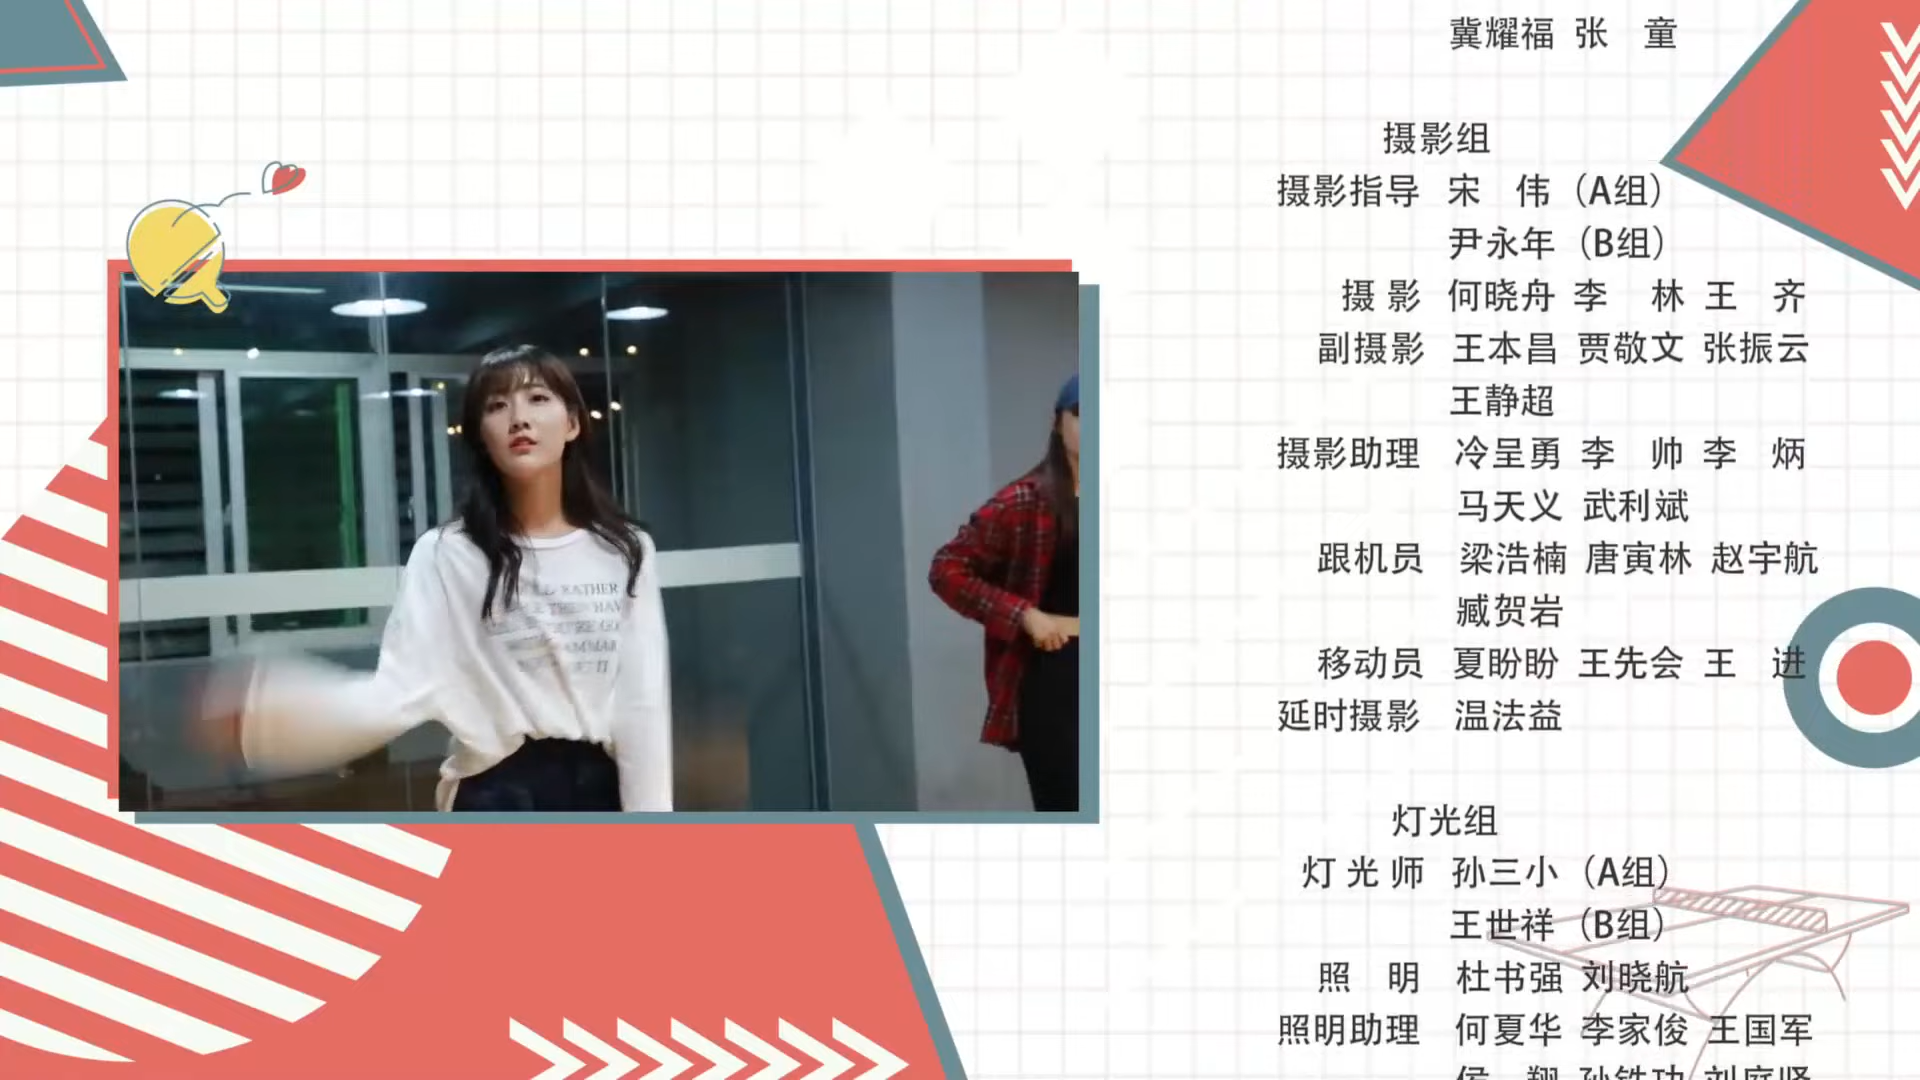 冀耀福 张 童
摄影组
摄影指导 宋 伟（A组）
尹永年（B组）
摄 影 何晓舟 李 林 王 齐
副摄影 王本昌 贾敬文 张振云
王静超
摄影助理 冷呈勇 李 帅 李 炳
马天义 武利斌
跟机员 梁浩楠 唐寅林 赵宇航
臧贺岩
移动员 夏盼盼 王先会 王 进
延时摄影 温法益
灯光组
灯光师 孙三小（A组）
王世祥（B组）
照 明 杜书强 刘晓航
照明助理 何夏华 李家俊 王国军
RATHER